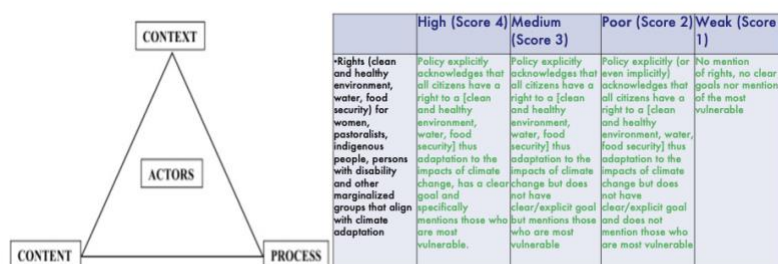 CONTEXT
ACTORS
CONTENT
PROCESS
High (Score 4)
Medium
(Score 3)
Poor (Score 2)
Weak (Score
1)
•Rights (clean
and healthy
environment,
water, food
security) for
women,
pastoralists,
indigenous
people, persons
with disability
and other
marginalized
groups that align
with climate
adaptation
Policy explicitly
acknowledges that
all citizens have a
right to a [clean
and healthy
environment,
water, food
security] thus
adaptation to the
impacts of climate
change, has a clear
goal and
specifically
mentions those who
are most
vulnerable.
Policy explicitly
acknowledges that
all citizens have a
right to a [clean
and healthy
environment,
water, food
security] thus
adaptation to the
impacts of climate
change but does
not have
clear/explicit goal
but mentions those
who are most
vulnerable
Policy explicitly (or
even implicitly)
acknowledges that
all citizens have a
right to a [clean
and healthy
environment, water,
food security] thus
adaptation to the
impacts of climate
change but does
not have
clear/explicit goal
and does not
mention those who
are most vulnerable
No mention
of rights, no clear
goals nor mention
of the most
vulnerable